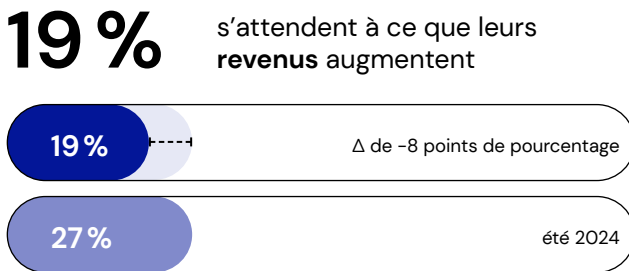 19 %
s’attendent à ce que leurs
revenus augmentent
19 %
Δ de -8 points de pourcentage
27 %
été 2024